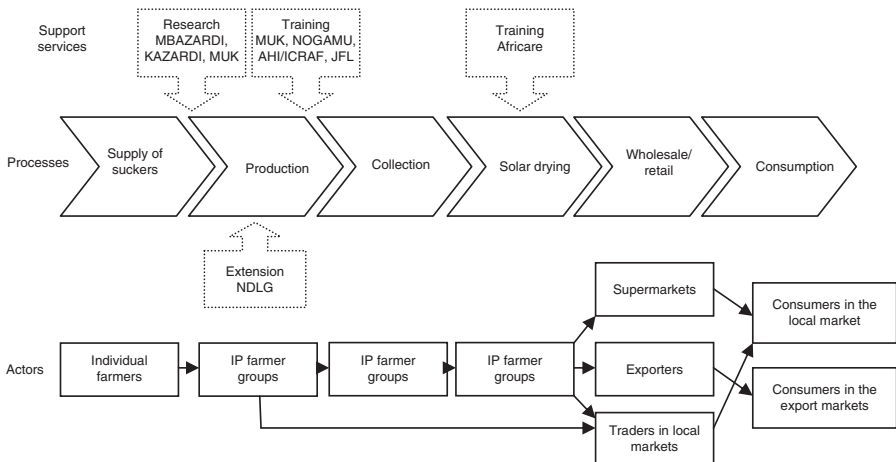 Support
services
Research
MBAZARDI,
KAZARDI, MUK
Training
MUK, NOGAMU,
AHI/ICRAF, JFL
Training
Africare
Processes
Supply of
suckers
Production
Collection
Solar drying
Wholesale/
retail
Consumption
Extension
NDLG
Actors
Individual
farmers
IP farmer
groups
IP farmer
groups
IP farmer
groups
Supermarkets
Exporters
Traders in local
markets
Consumers in the
local market
Consumers in the
export markets